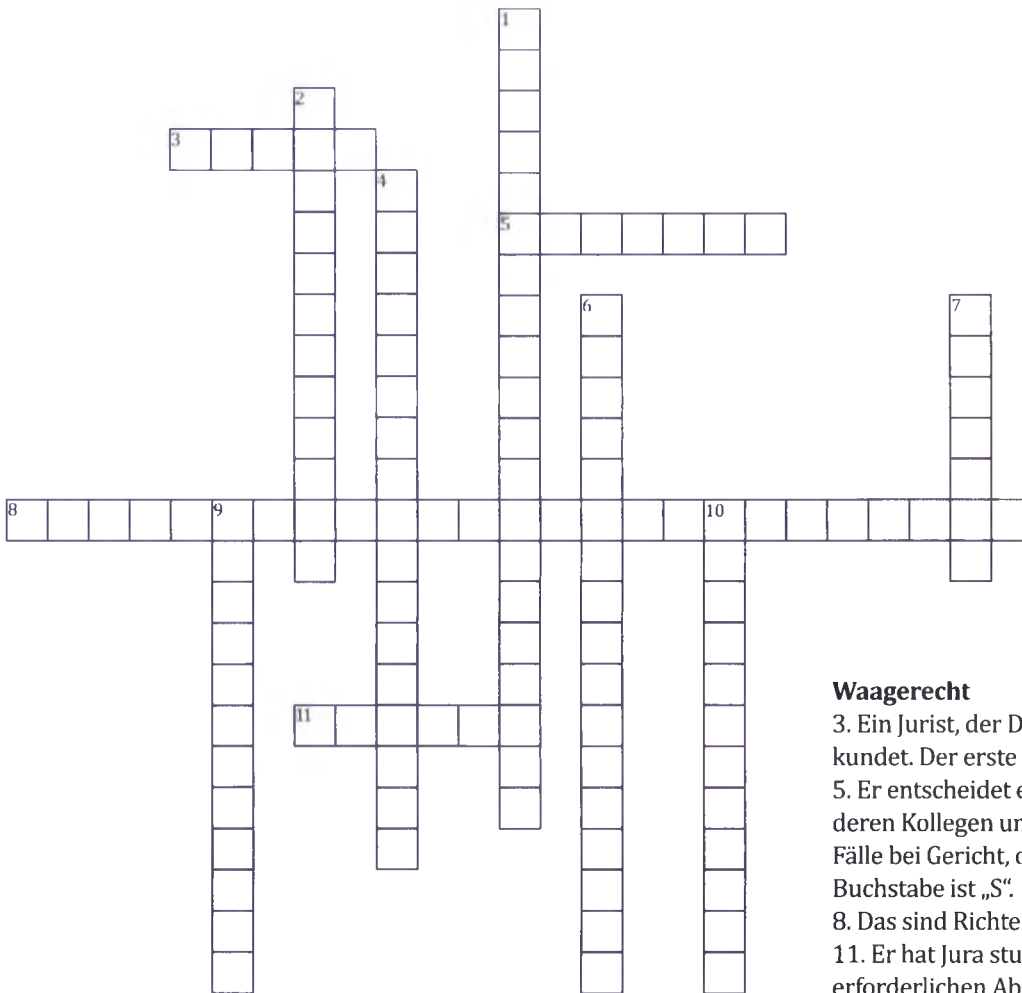 1
2
3
4
5
6
7
8
9
10
11
Waagerecht
3. Ein Jurist, der D
kundet. Der erste
5. Er entscheidet e
deren Kollegen un
Fälle bei Gericht, d
Buchstabe ist „S“.
8. Das sind Richte
11. Er hat Jura stu
erforderlichen Ab